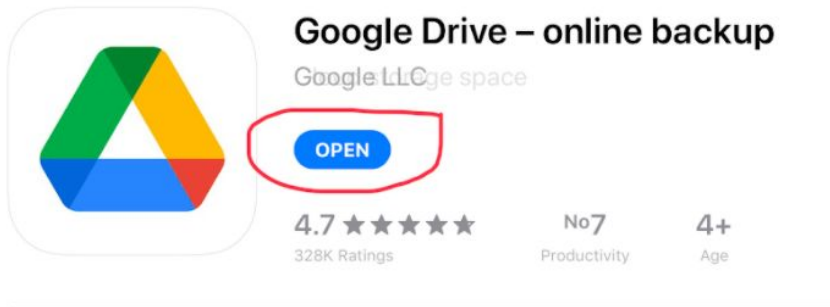 Google Drive – online backup
Google LLC
OPEN
4.7
No7
4+
328K Ratings
Productivity
Age